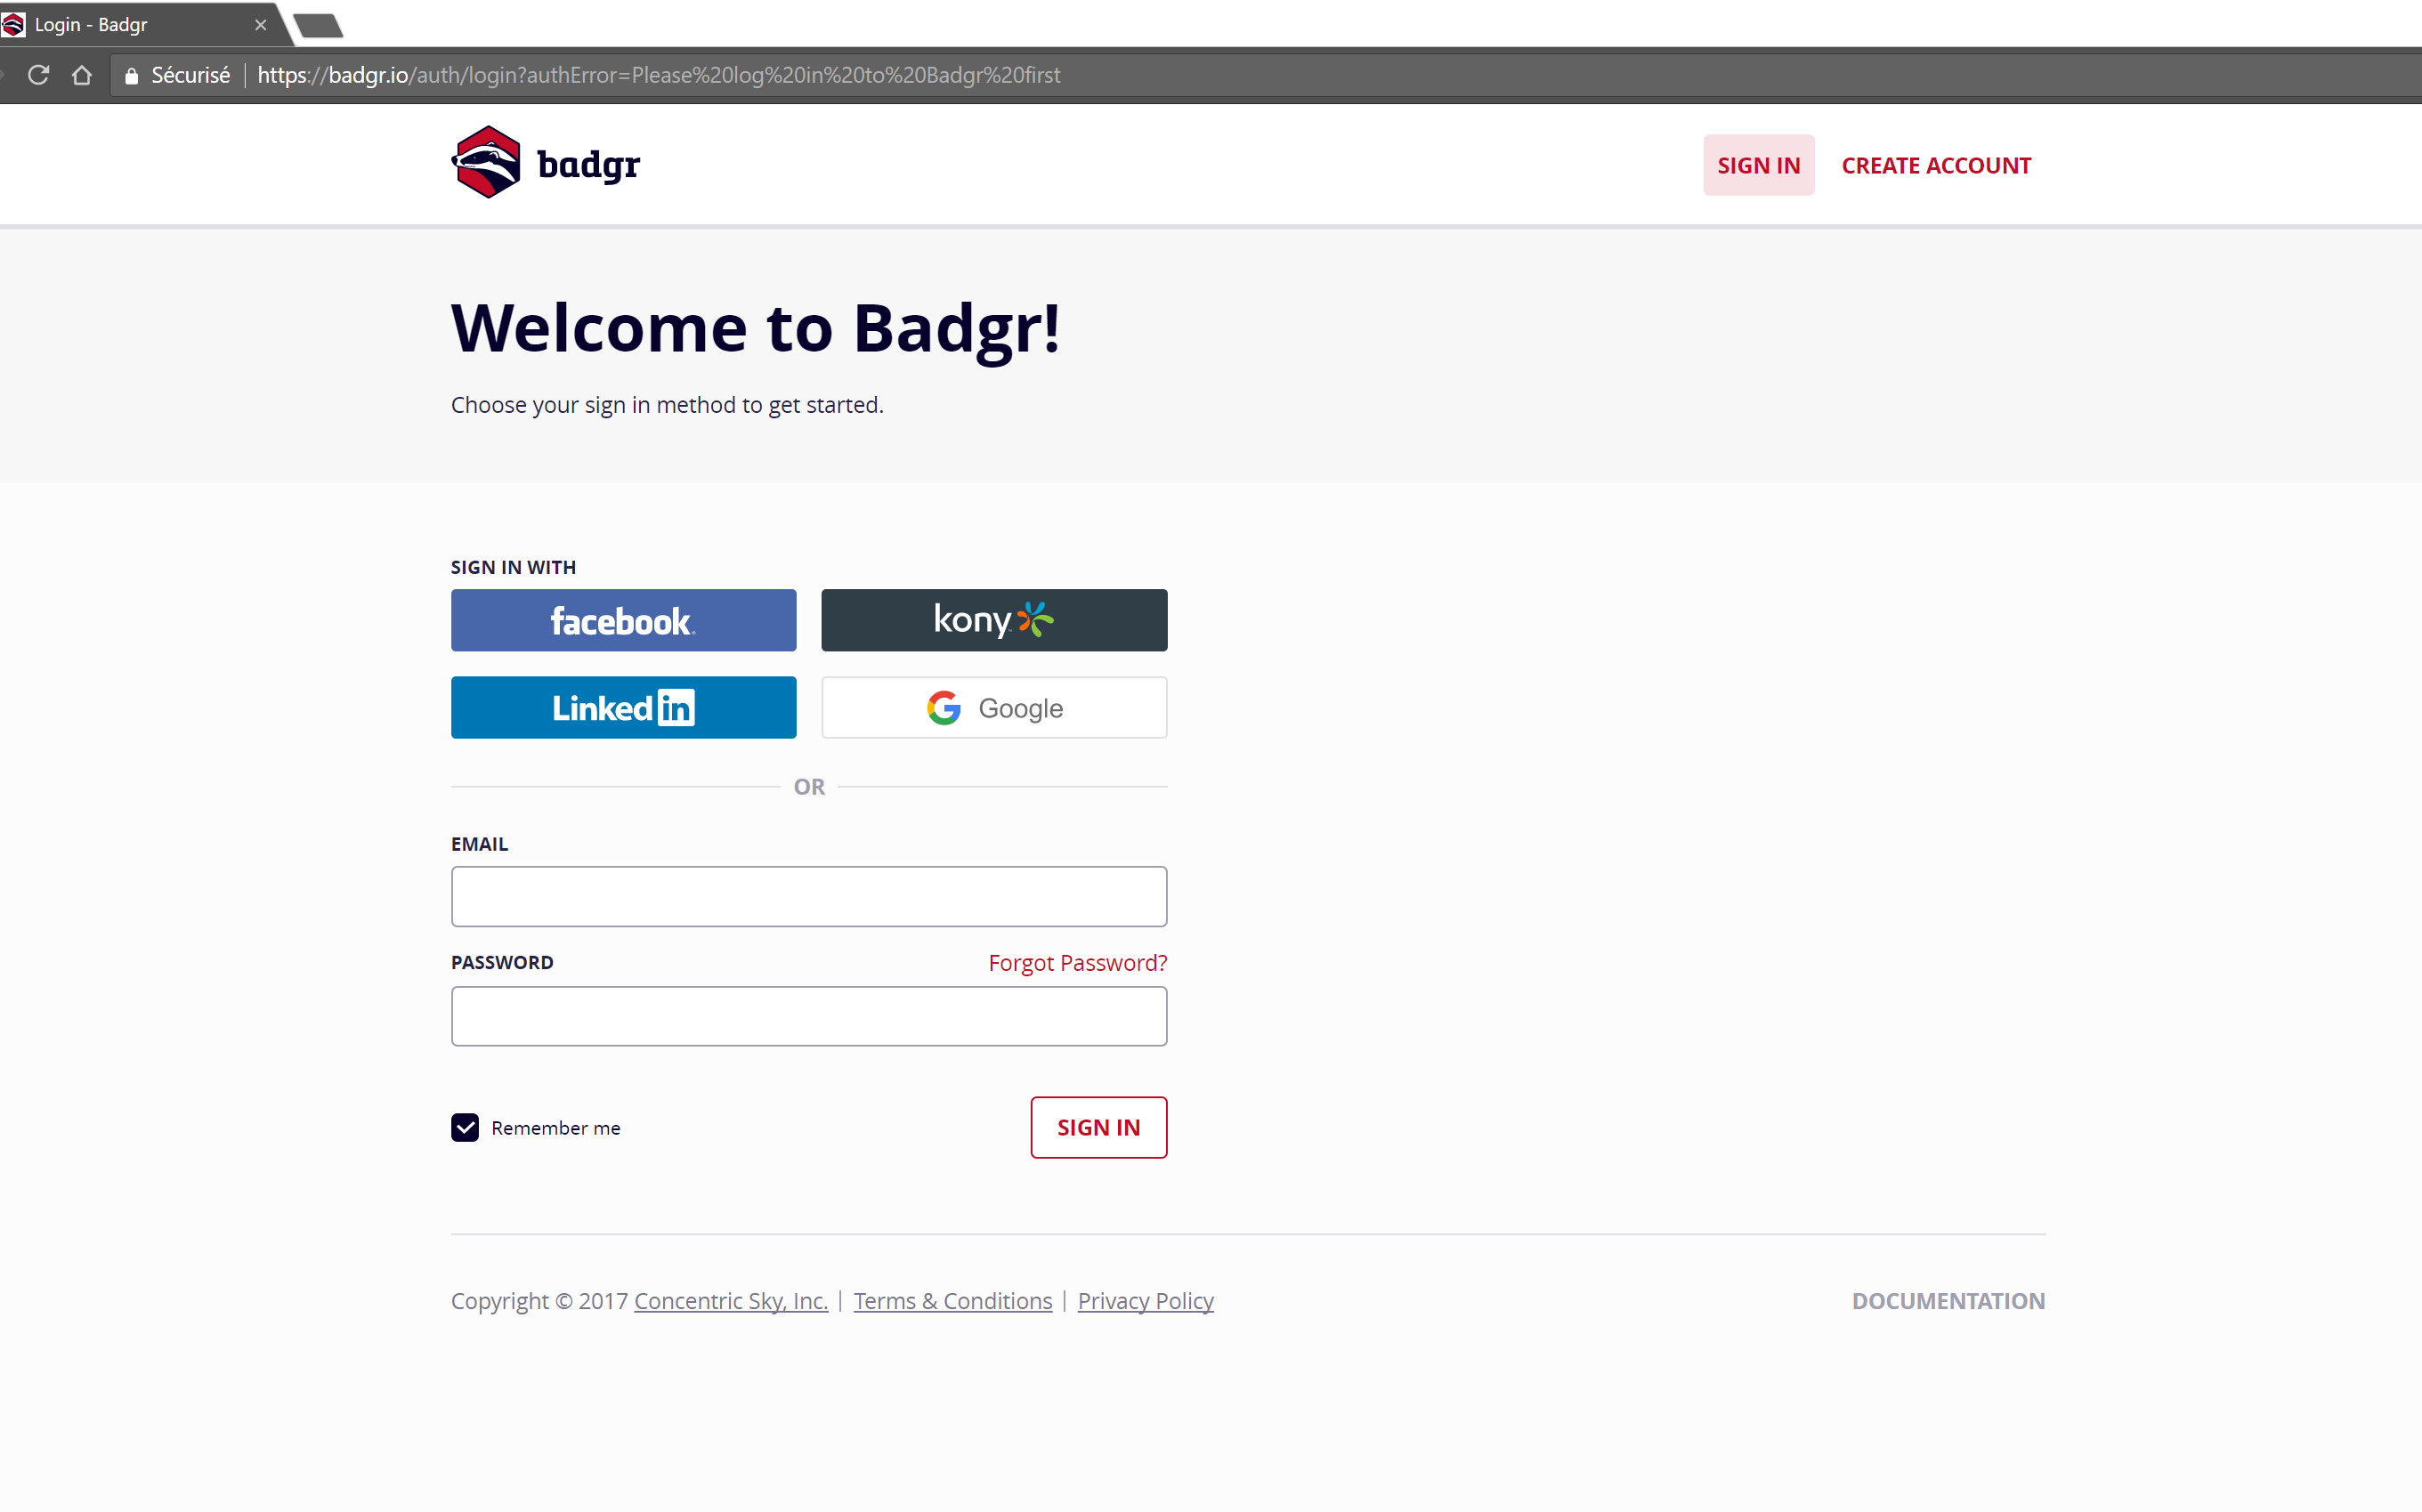 Login - Badgr
Sécurisé https://badgr.io/auth/login?authError=Please%20log%20in%20to%20Badgr%20first
badgr SIGN IN CREATE ACCOUNT
Welcome to Badgr!
Choose your sign in method to get started.
SIGN IN WITH
facebook kony
Linked in Google
OR
EMAIL
PASSWORD Forgot Password?
Remember me SIGN IN
Copyright © 2017 Concentric Sky, Inc. | Terms & Conditions | Privacy Policy DOCUMENTATION